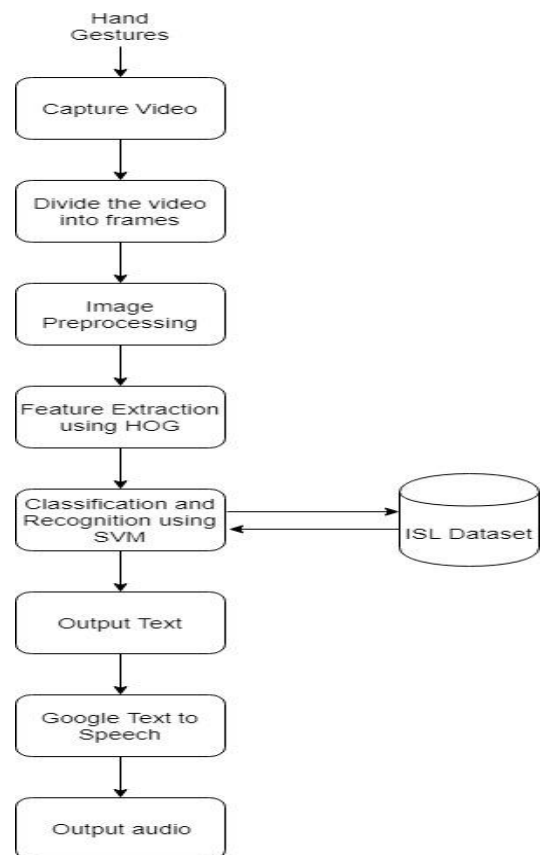 Hand
Gestures
Capture Video
Divide the video
into frames
Image
Preprocessing
Feature Extraction
using HOG
Classification and
Recognition using
SVM
ISL Dataset
Output Text
Google Text to
Speech
Output audio